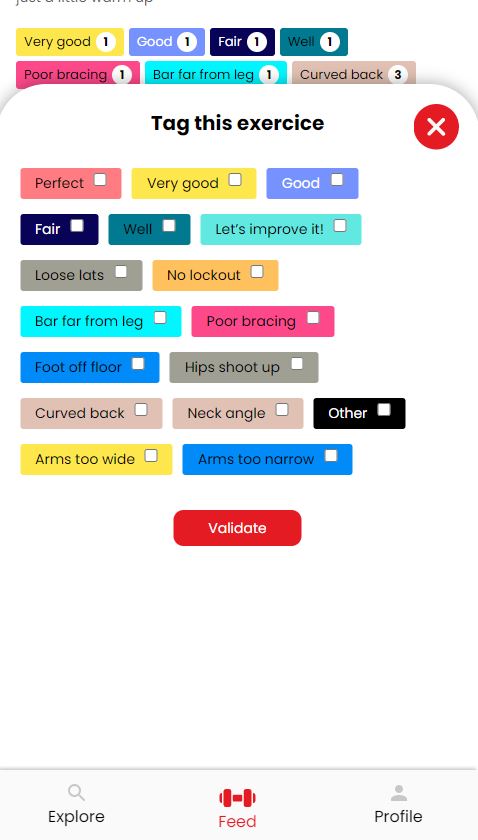 just a little warm up
Very good 1 Good 1 Fair 1 Well 1
Poor bracing 1 Bar far from leg 1 Curved back 3
Tag this exercice
Perfect Very good Good
Fair Well Let's improve it!
Loose lats No lockout
Bar far from leg Poor bracing
Foot off floor Hips shoot up
Curved back Neck angle Other
Arms too wide Arms too narrow
Validate
Explore Feed Profile